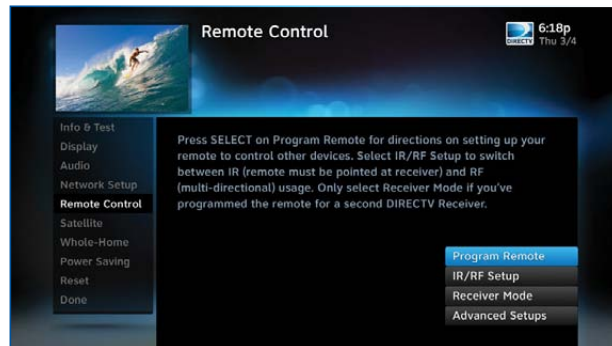 Remote Control
6:18p
DIRECTV
Thu 3/4
Info & Test
Display
Audio
Network Setup
Remote Control
Satellite
Whole-Home
Power Saving
Reset
Done
Press SELECT on Program Remote for directions on setting up your
remote to control other devices. Select IR/RF Setup to switch
between IR (remote must be pointed at receiver) and RF
(multi-directional) usage. Only select Receiver Mode if you've
programmed the remote for a second DIRECTV Receiver.
Program Remote
IR/RF Setup
Receiver Mode
Advanced Setups